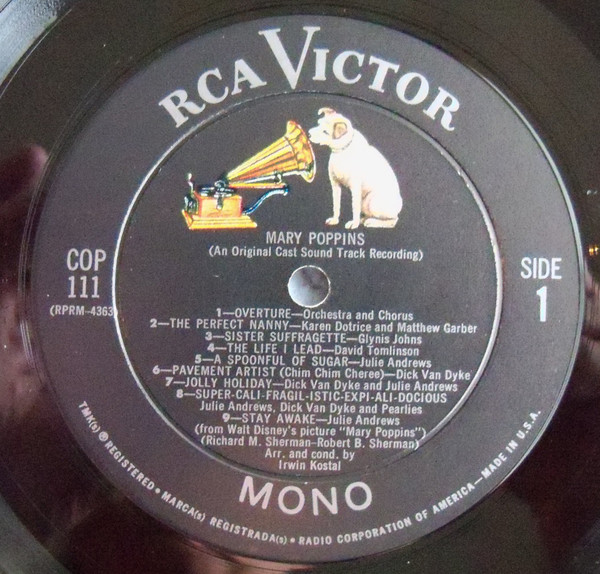 RCA VICTOR
MARY POPPINS
(An Original Cast Sound Track Recording)
COP
111
(RPRM-4363
SIDE
1
1—OVERTURE—Orchestra and Chorus
2—THE PERFECT NANNY—Karen Dotrice and Matthew Garber
3—SISTER SUFFRAGETTE—Glynis Johns
4—THE LIFE I LEAD—David Tomlinson
5—A SPOONFUL OF SUGAR—Julie Andrews
6—PAVEMENT ARTIST (Chim Chim Cheree)—Dick Van Dyke
7—JOLLY HOLIDAY—Dick Van Dyke and Julie Andrews
8—SUPER-CALI-FRAGIL-ISTIC-EXPI-ALI-DOCIOUS
Julie Andrews, Dick Van Dyke and Pearlies
9—STAY AWAKE—Julie Andrews
(from Walt Disney's picture "Mary Poppins")
(Richard M. Sherman-Robert B. Sherman)
Arr. and cond. by
Irwin Kostal
MONO
TMK(s) ® REGISTERED • MARCA(s) REGISTRADA(s) • RADIO CORPORATION OF AMERICA—MADE IN U.S.A.